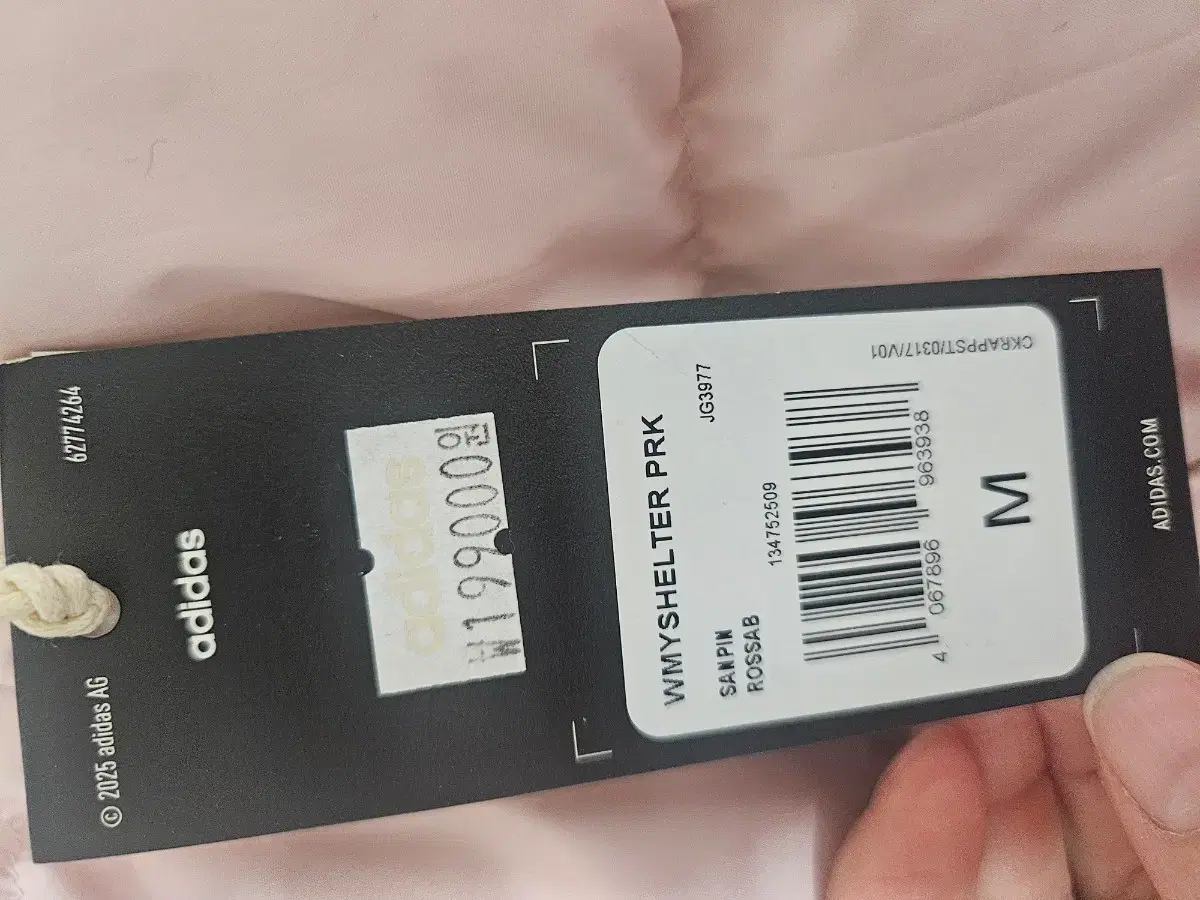 © 2025 adidas AG 62774264
adidas
adidas
₩199000원
WMYSHELTER PRK
JG3977
SANPIN
ROSSAB
134752509
4 067896 963938
CKRAPPST/0317/V01
M
ADIDAS.COM